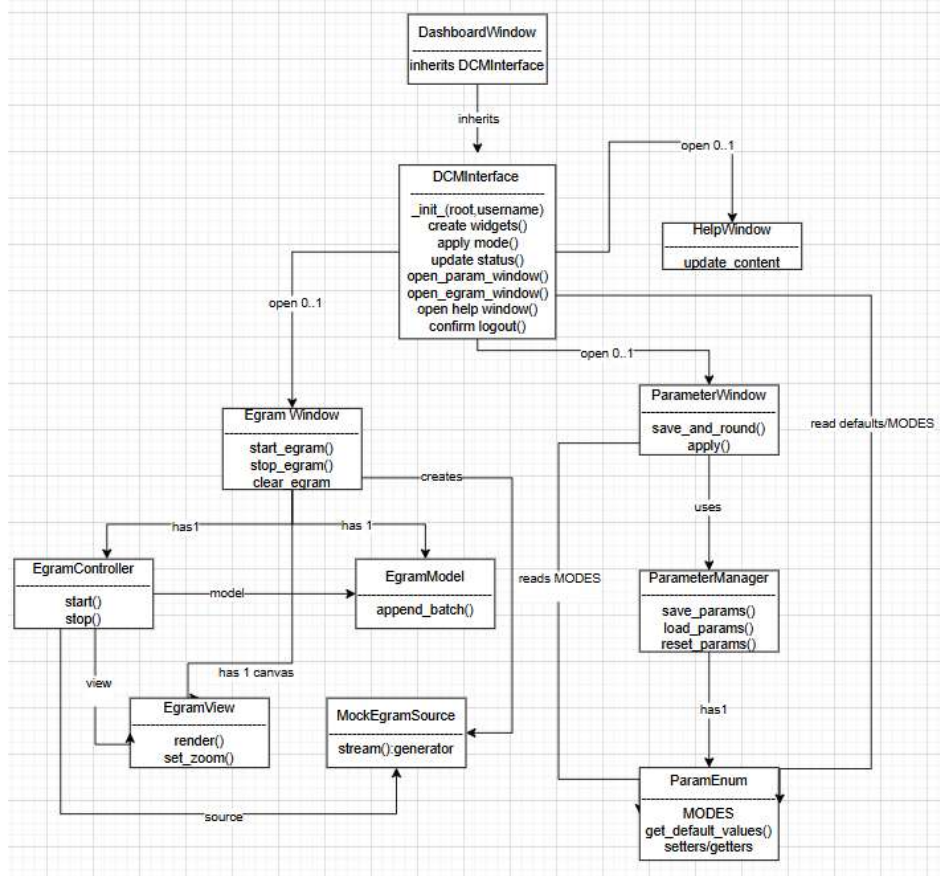 DashboardWindow
inherits DCMInterface
inherits
open 0..1
DCMInterface
_init_(root,username)
create widgets()
apply mode()
update status()
open_param_window()
open_egram_window()
open help window()
confirm logout()
HelpWindow
update_content
open 0..1
open 0..1
Egram Window
start_egram()
stop_egram()
clear_egram
ParameterWindow
save_and_round()
apply()
read defaults/MODES
creates
uses
has1
has 1
EgramController
start()
stop()
model
EgramModel
append_batch()
reads MODES
ParameterManager
save_params()
load_params()
reset_params()
view
has 1 canvas
has1
EgramView
render()
set_zoom()
MockEgramSource
stream():generator
source
ParamEnum
MODES
get_default_values()
setters/getters